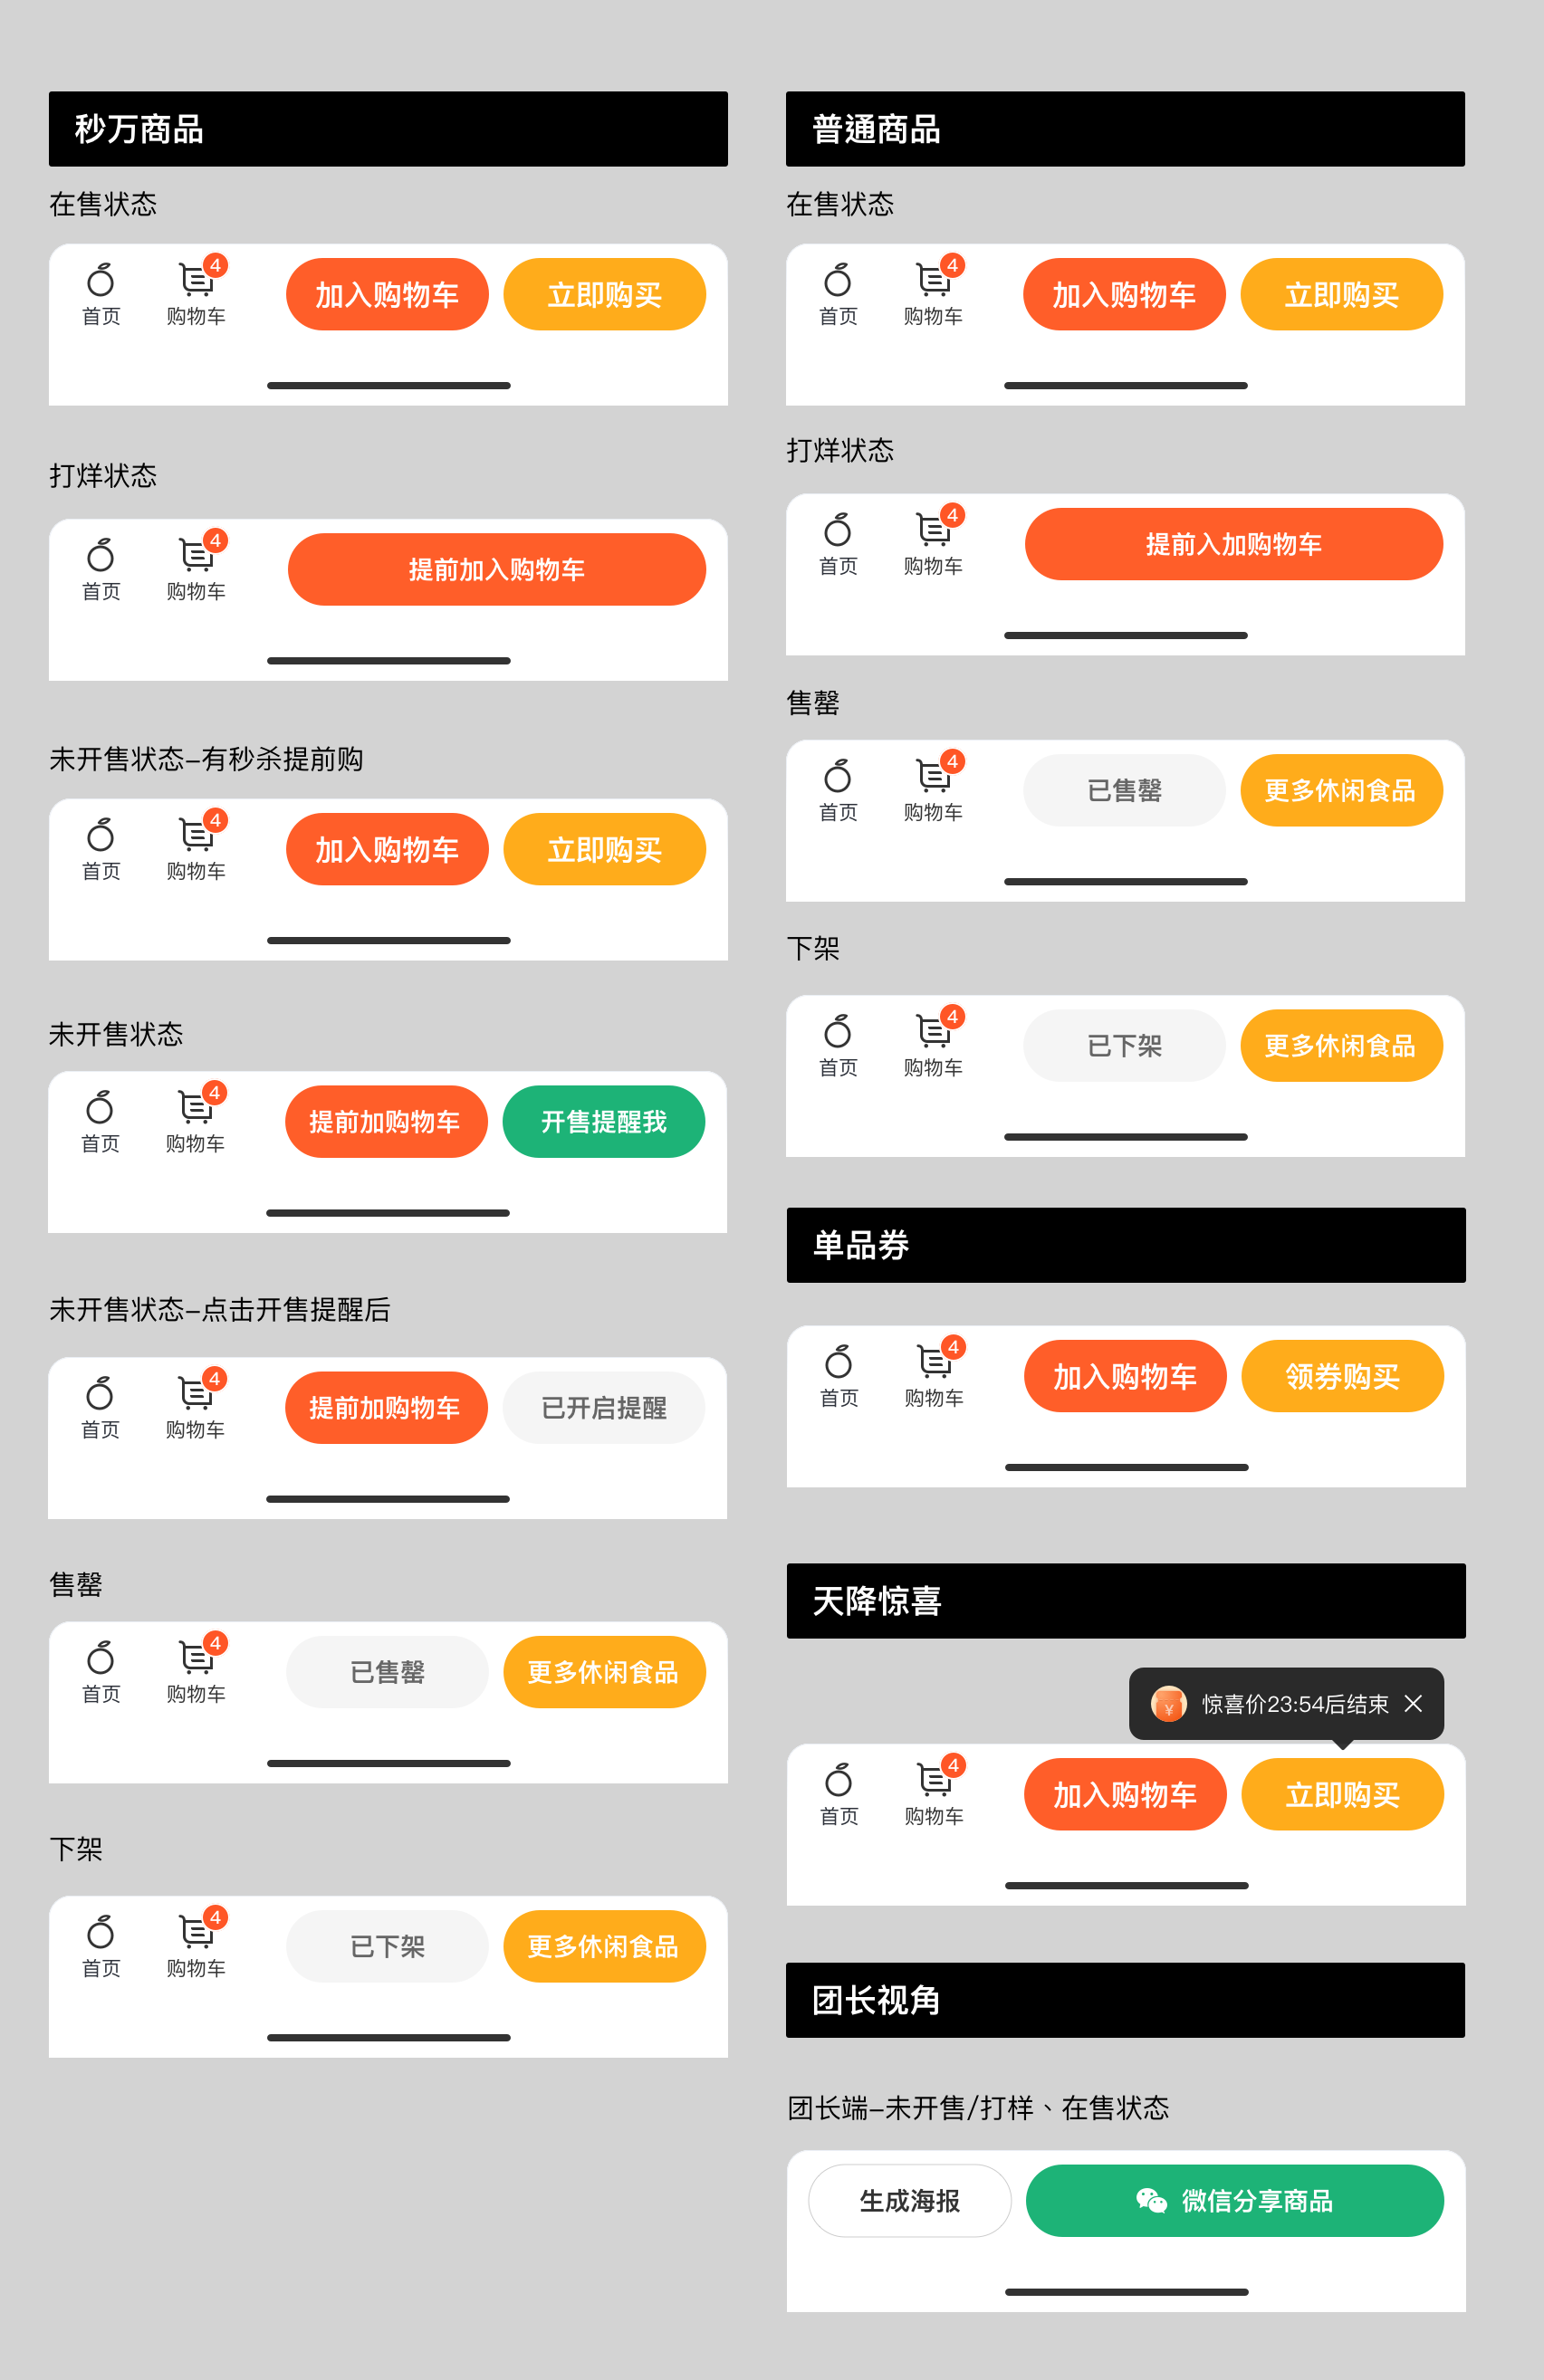 秒万商品
在售状态
首页
购物车
4
加入购物车
立即购买
打烊状态
首页
购物车
4
提前加入购物车
未开售状态-有秒杀提前购
首页
购物车
4
加入购物车
立即购买
未开售状态
首页
购物车
4
提前加购物车
开售提醒我
未开售状态-点击开售提醒后
首页
购物车
4
提前加购物车
已开启提醒
售罄
首页
购物车
4
已售罄
更多休闲食品
下架
首页
购物车
4
已下架
更多休闲食品
普通商品
在售状态
首页
购物车
4
加入购物车
立即购买
打烊状态
首页
购物车
4
提前入加购物车
售罄
首页
购物车
4
已售罄
更多休闲食品
下架
首页
购物车
4
已下架
更多休闲食品
单品券
首页
购物车
4
加入购物车
领券购买
天降惊喜
¥
惊喜价23:54后结束
首页
购物车
4
加入购物车
立即购买
团长视角
团长端-未开售/打样、在售状态
生成海报
微信分享商品